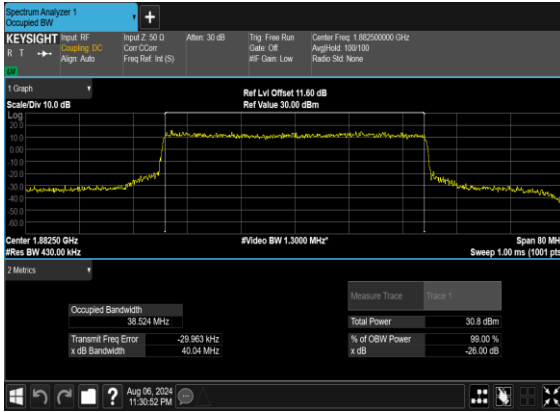 Spectrum Analyzer 1
Occupied BW
+
KEYSIGHT Input: RF Input Z: 50 Ω Atten: 30 dB Trig: Free Run Center Freq: 1.882500000 GHz
R T Coupling: DC Corr CCorr Gate: Off Avg|Hold: 100/100
Align: Auto Freq Ref: Int (S) #IF Gain: Low Radio Std: None
1 Graph Ref Lvl Offset 11.60 dB
Scale/Div 10.0 dB Ref Value 30.00 dBm
Log
20.0
10.0
0.00
-10.0
-20.0
-30.0
-40.0
-50.0
-60.0
Center 1.88250 GHz #Video BW 1.3000 MHz* Span 80 MH
#Res BW 430.00 kHz Sweep 1.00 ms (1001 pts
2 Metrics
Measure Trace Trace 1
Occupied Bandwidth
38.524 MHz Total Power 30.8 dBm
Transmit Freq Error -29.963 kHz % of OBW Power 99.00 %
x dB Bandwidth 40.04 MHz x dB -26.00 dB
? Aug 06, 2024
11:30:52 PM